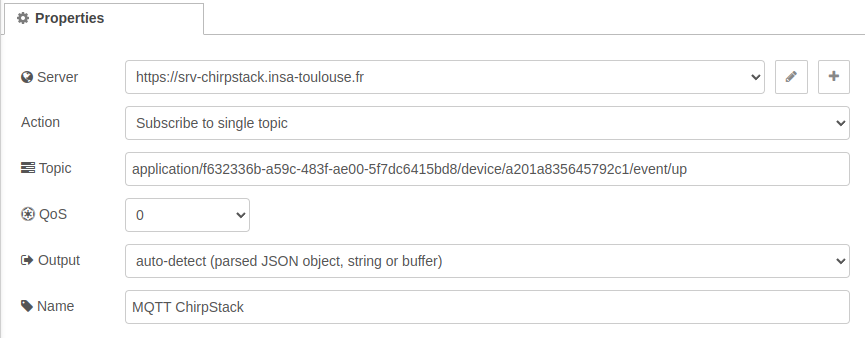 Properties
Server https://srv-chirpstack.insa-toulouse.fr
Action Subscribe to single topic
Topic application/f632336b-a59c-483f-ae00-5f7dc6415bd8/device/a201a835645792c1/event/up
QoS 0
Output auto-detect (parsed JSON object, string or buffer)
Name MQTT ChirpStack